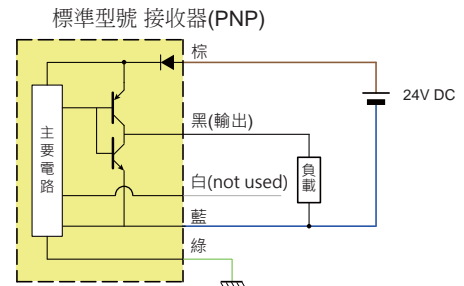 標準型號 接收器(PNP)
棕
24V DC
黑(輸出)
主要電路
負載
白(not used)
藍
綠